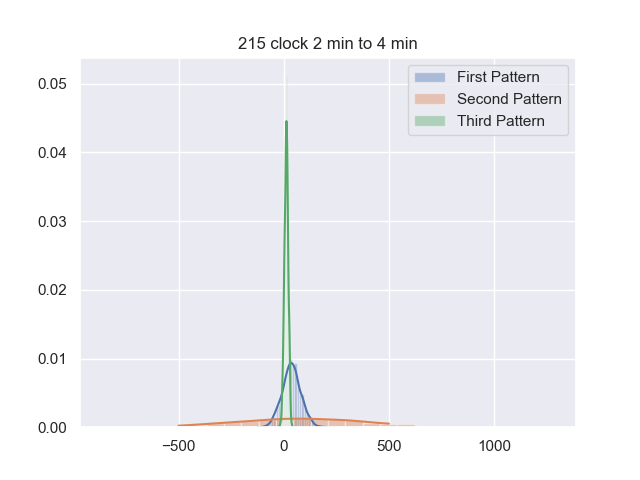 215 clock 2 min to 4 min
First Pattern
Second Pattern
Third Pattern
0.05
0.04
0.03
0.02
0.01
0.00
−500 0 500 1000